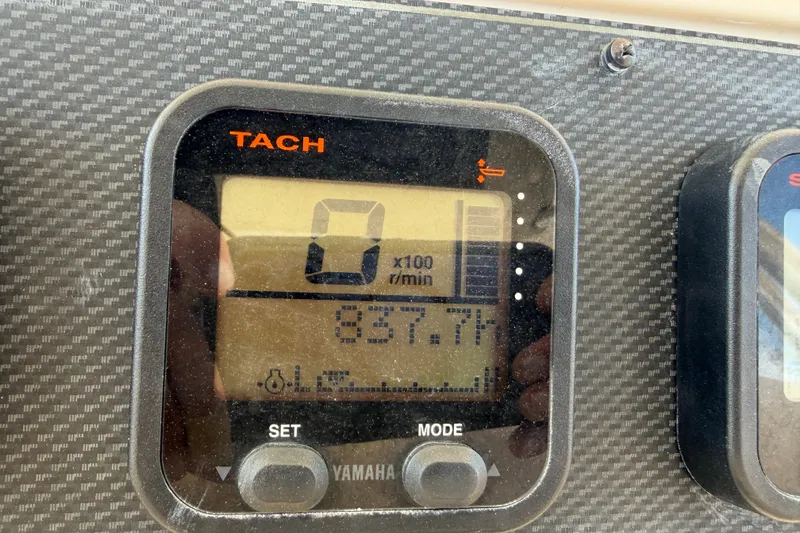 TACH
0
x100
r/min
837.7h
L H
SET MODE
▼ YAMAHA ▲
S